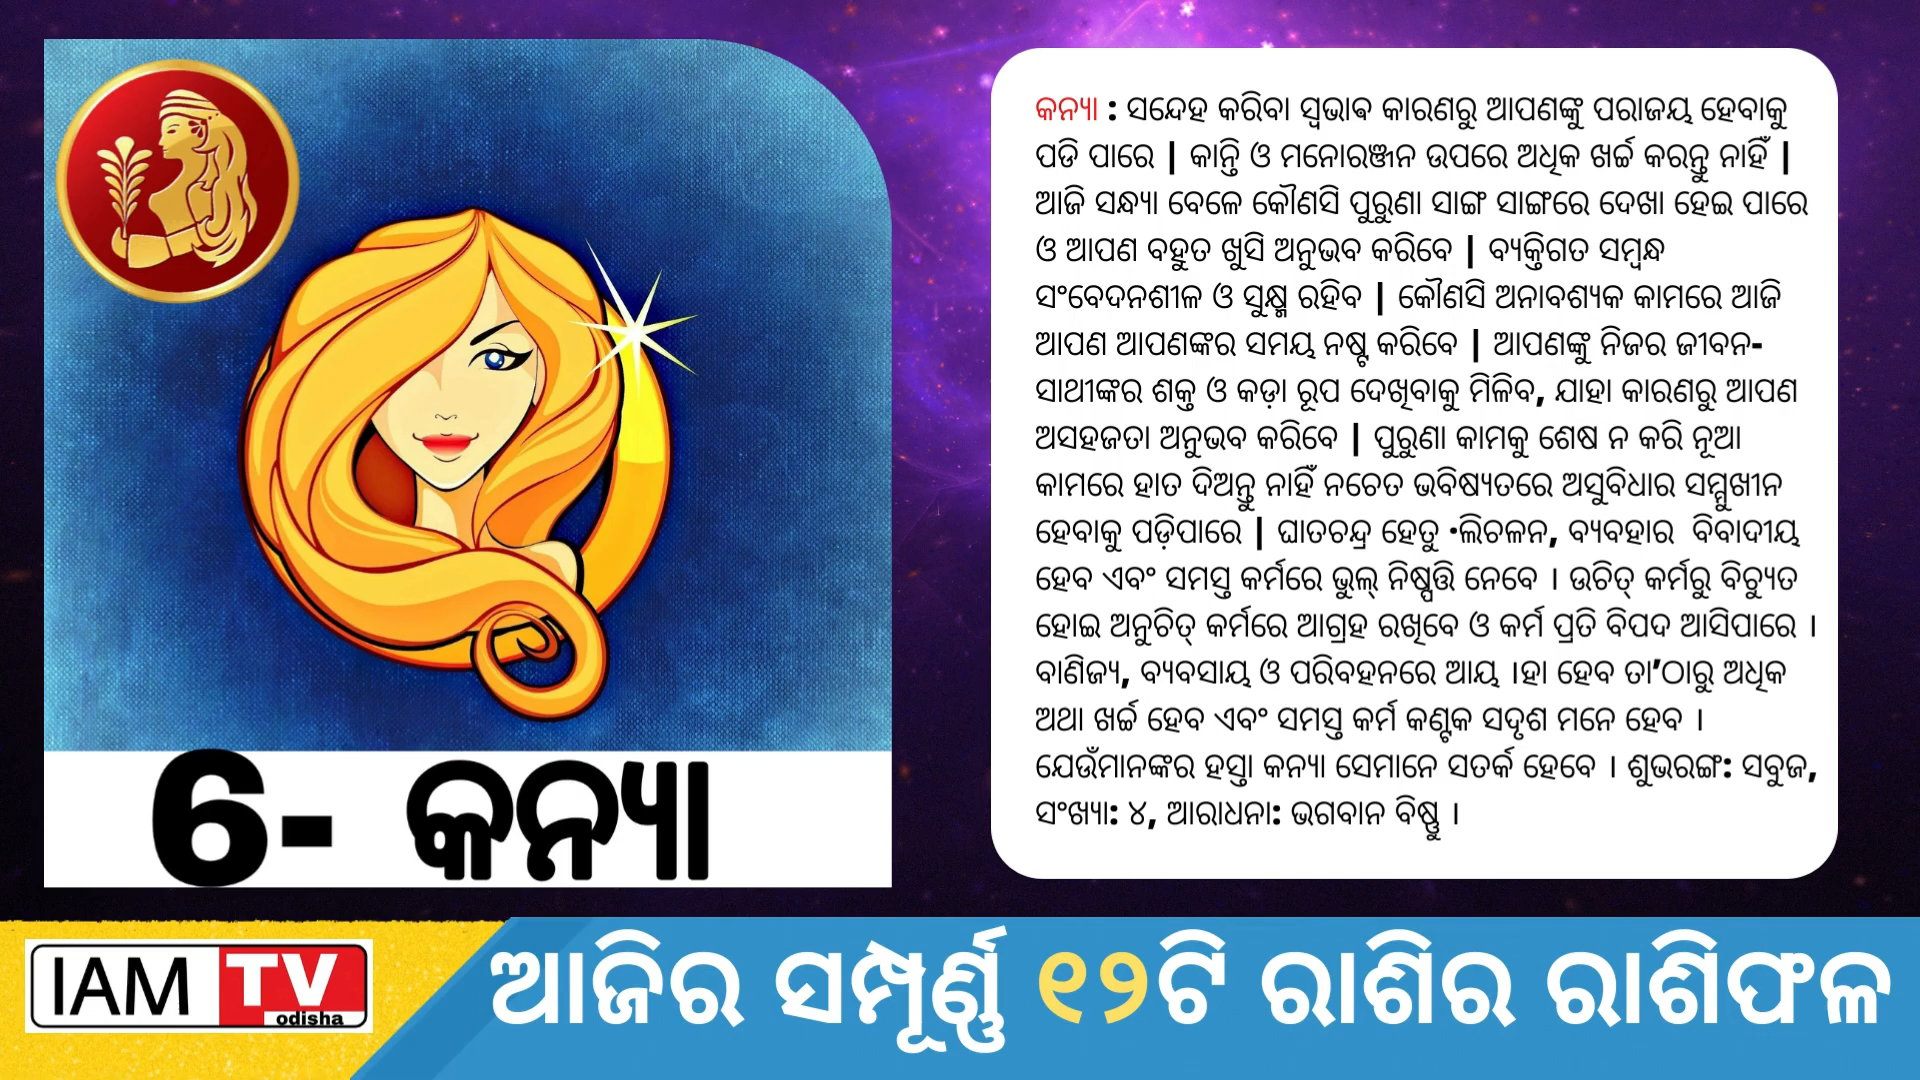 କନ୍ୟା : ସନ୍ଦେହ କରିବା ସ୍ୱଭାବ କାରଣରୁ ଆପଣଙ୍କୁ ପରାଜୟ ହେବାକୁ
ପଡି ପାରେ | କାନ୍ତି ଓ ମନୋରଞ୍ଜନ ଉପରେ ଅଧିକ ଖର୍ଚ୍ଚ କରନ୍ତୁ ନାହିଁ |
ଆଜି ସନ୍ଧ୍ୟା ବେଳେ କୌଣସି ପୁରୁଣା ସାଙ୍ଗ ସାଙ୍ଗରେ ଦେଖା ହେଇ ପାରେ
ଓ ଆପଣ ବହୁତ ଖୁସି ଅନୁଭବ କରିବେ | ବ୍ୟକ୍ତିଗତ ସମ୍ବନ୍ଧ
ସଂବେଦନଶୀଳ ଓ ସୁକ୍ଷ୍ମ ରହିବ | କୌଣସି ଅନାବଶ୍ୟକ କାମରେ ଆଜି
ଆପଣ ଆପଣଙ୍କର ସମୟ ନଷ୍ଟ କରିବେ | ଆପଣଙ୍କୁ ନିଜର ଜୀବନ-
ସାଥୀଙ୍କର ଶକ୍ତ ଓ କଡ଼ା ରୂପ ଦେଖିବାକୁ ମିଳିବ, ଯାହା କାରଣରୁ ଆପଣ
ଅସହଜତା ଅନୁଭବ କରିବେ | ପୁରୁଣା କାମକୁ ଶେଷ ନ କରି ନୂଆ
କାମରେ ହାତ ଦିଅନ୍ତୁ ନାହିଁ ନଚେତ ଭବିଷ୍ୟତରେ ଅସୁବିଧାର ସମ୍ମୁଖୀନ
ହେବାକୁ ପଡ଼ିପାରେ | ଘାତଚନ୍ଦ୍ର ହେତୁ ·ଲିଚଳନ, ବ୍ୟବହାର ବିବାଦୀୟ
ହେବ ଏବଂ ସମସ୍ତ କର୍ମରେ ଭୁଲ୍ ନିଷ୍ପତ୍ତି ନେବେ । ଉଚିତ୍ କର୍ମରୁ ବିଚ୍ୟୁତ
ହୋଇ ଅନୁଚିତ୍ କର୍ମରେ ଆଗ୍ରହ ରଖିବେ ଓ କର୍ମ ପ୍ରତି ବିପଦ ଆସିପାରେ ।
ବାଣିଜ୍ୟ, ବ୍ୟବସାୟ ଓ ପରିବହନରେ ଆୟ ।ହା ହେବ ତା’ଠାରୁ ଅଧିକ
ଅଥା ଖର୍ଚ୍ଚ ହେବ ଏବଂ ସମସ୍ତ କର୍ମ କଣ୍ଟକ ସଦୃଶ ମନେ ହେବ ।
ଯେଉଁମାନଙ୍କର ହସ୍ତା କନ୍ୟା ସେମାନେ ସତର୍କ ହେବେ । ଶୁଭରଙ୍ଗ: ସବୁଜ,
ସଂଖ୍ୟା: ୪, ଆରାଧନା: ଭଗବାନ ବିଷ୍ଣୁ ।
6- କନ୍ୟା
IAM TV
odisha
ଆଜିର ସମ୍ପୂର୍ଣ୍ଣ ୧୨ଟି ରାଶିର ରାଶିଫଳ